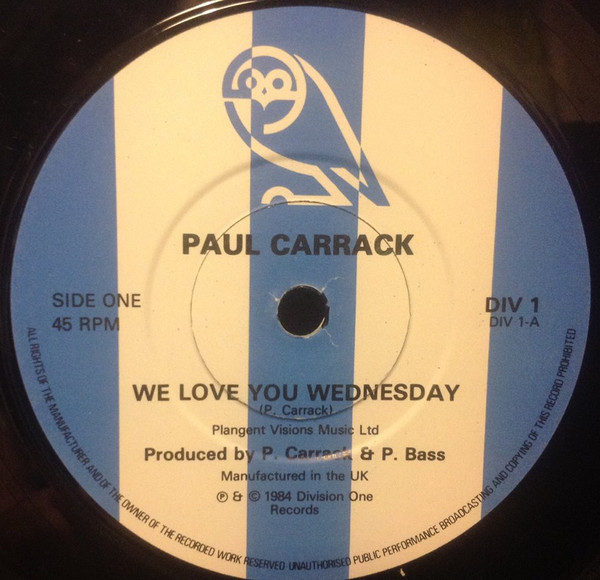 PAUL CARRACK
SIDE ONE
45 RPM
DIV 1
DIV 1-A
WE LOVE YOU WEDNESDAY
(P. Carrack)
Plangent Visions Music Ltd
Produced by P. Carrack & P. Bass
Manufactured in the UK
℗ & © 1984 Division One
Records
ALL RIGHTS OF THE MANUFACTURER AND OF THE OWNER OF THE RECORDED WORK RESERVED UNAUTHORISED PUBLIC PERFORMANCE BROADCASTING AND COPYING OF THIS RECORD PROHIBITED